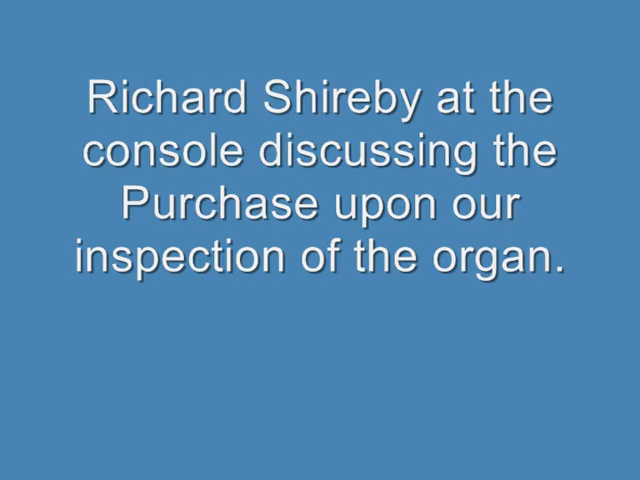 Richard Shireby at the
console discussing the
Purchase upon our
inspection of the organ.